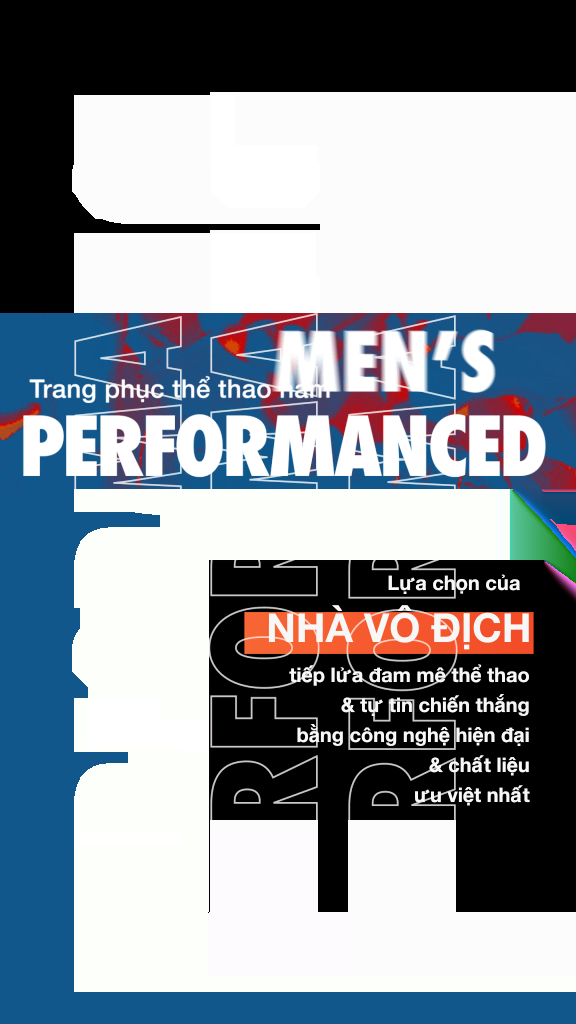 MEN'S
Trang phục thể thao nam
PERFORMANCED
Lựa chọn của
NHÀ VÔ ĐỊCH
tiếp lửa đam mê thể thao
& tự tin chiến thắng
bằng công nghệ hiện đại
& chất liệu
ưu việt nhất